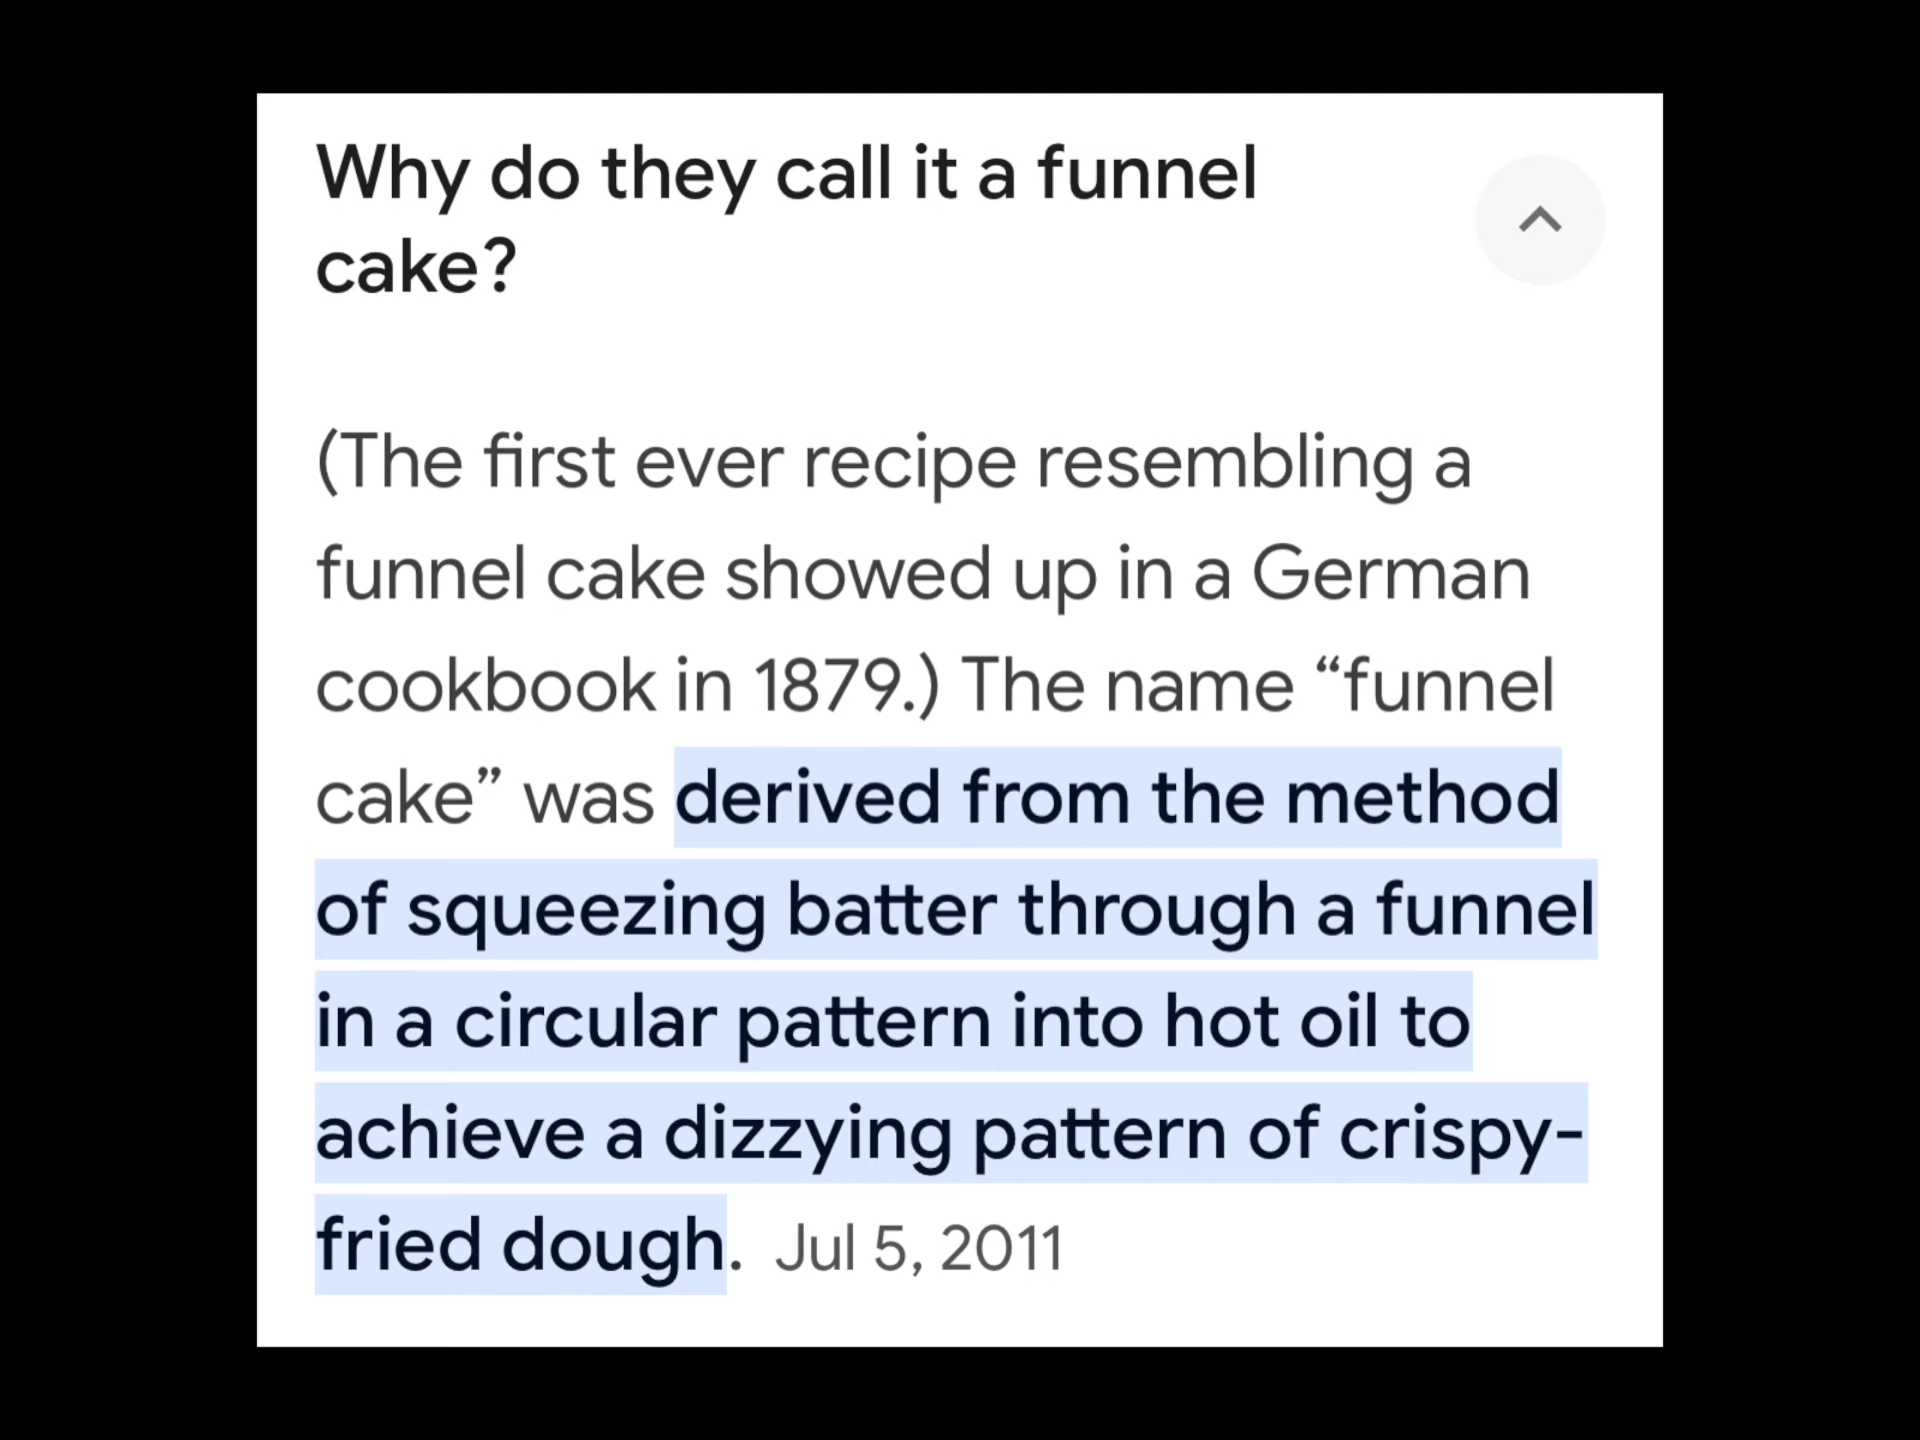 Why do they call it a funnel
cake?
(The first ever recipe resembling a
funnel cake showed up in a German
cookbook in 1879.) The name “funnel
cake” was derived from the method
of squeezing batter through a funnel
in a circular pattern into hot oil to
achieve a dizzying pattern of crispy-
fried dough. Jul 5, 2011